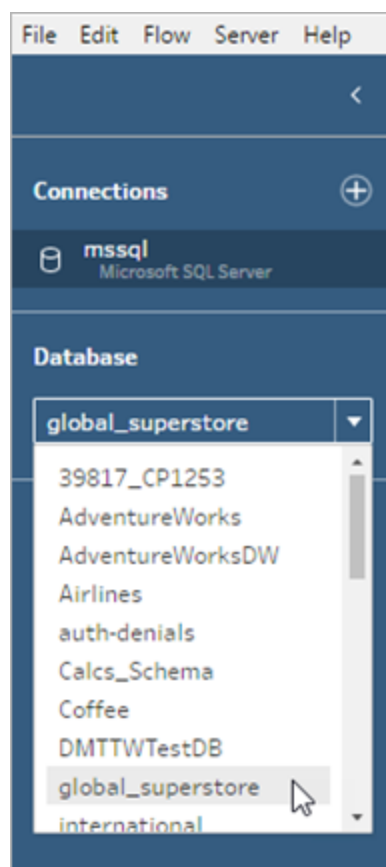 File Edit Flow Server Help
Connections
mssql
Microsoft SQL Server
Database
global_superstore
39817_CP1253
AdventureWorks
AdventureWorksDW
Airlines
auth-denials
Calcs_Schema
Coffee
DMTTWTestDB
global_superstore
international